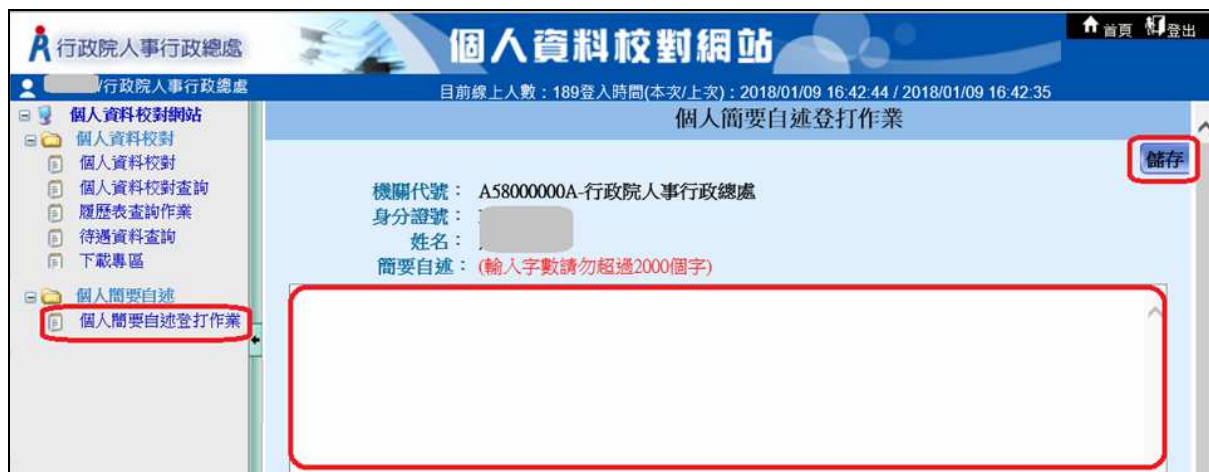 行政院人事行政總處
個人資料校對網站
首頁 登出
/行政院人事行政總處
目前線上人數：189登入時間(本次/上次)：2018/01/09 16:42:44 / 2018/01/09 16:42:35
個人資料校對網站
個人資料校對
個人資料校對
個人資料校對查詢
履歷表查詢作業
待遇資料查詢
下載專區
個人簡要自述
個人簡要自述登打作業
個人簡要自述登打作業
儲存
機關代號： A58000000A-行政院人事行政總處
身分證號：
姓名：
簡要自述： (輸入字數請勿超過2000個字)